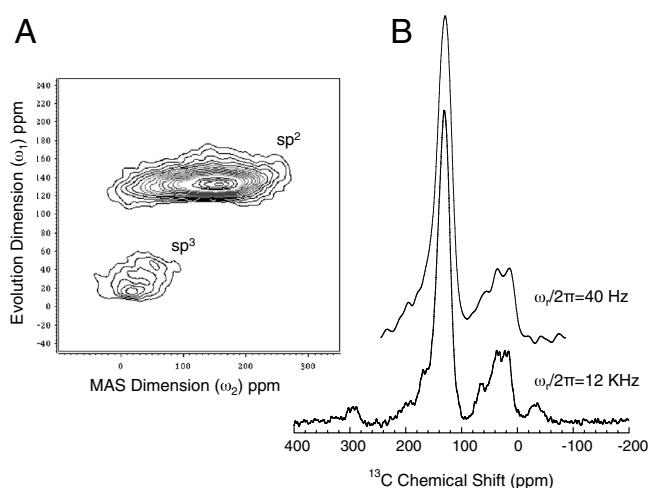 A
B
Evolution Dimension (ω₁) ppm
240
220
200
180
160
140
120
100
80
60
40
20
0
-20
-40
sp²
sp³
0 100 200 300
MAS Dimension (ω₂) ppm
ωᵣ/2π=40 Hz
ωᵣ/2π=12 KHz
400 300 200 100 0 -100 -200
¹³C Chemical Shift (ppm)